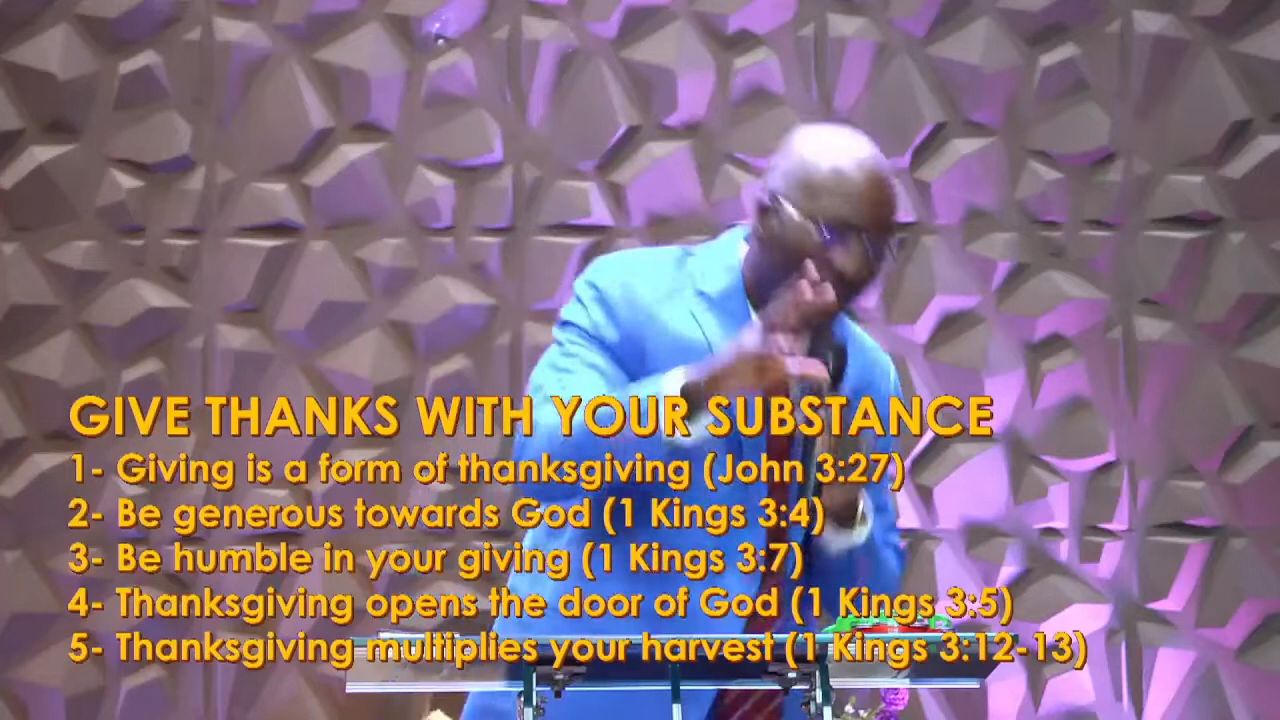 GIVE THANKS WITH YOUR SUBSTANCE
1- Giving is a form of thanksgiving (John 3:27)
2- Be generous towards God (1 Kings 3:4)
3- Be humble in your giving (1 Kings 3:7)
4- Thanksgiving opens the door of God (1 Kings 3:5)
5- Thanksgiving multiplies your harvest (1 Kings 3:12-13)